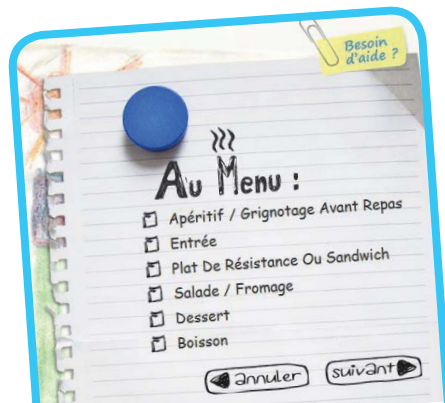 Besoin
d'aide ?
Au Menu :
Apéritif / Grignotage Avant Repas
Entrée
Plat De Résistance Ou Sandwich
Salade / Fromage
Dessert
Boisson
annuler
suivant